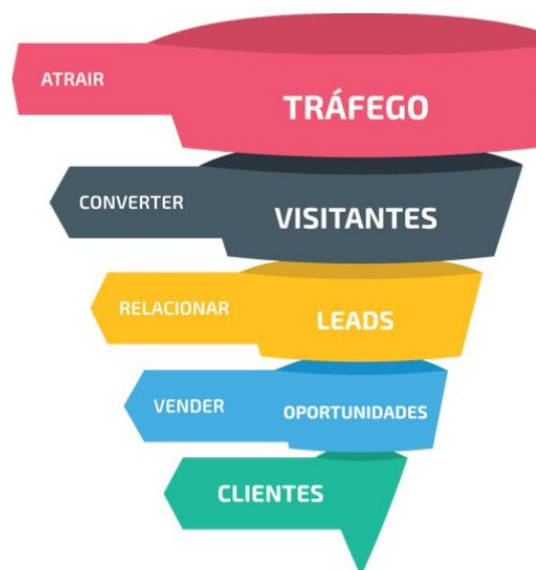 ATRAIR
TRÁFEGO
CONVERTER
VISITANTES
RELACIONAR
LEADS
VENDER
OPORTUNIDADES
CLIENTES